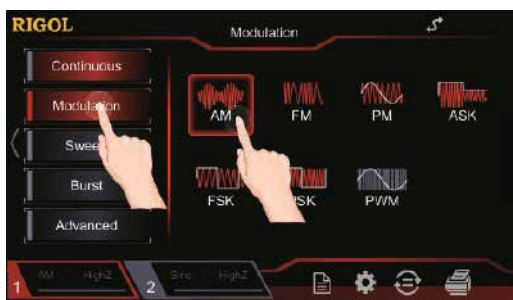 RIGOL
Modulation
Continuous
Modulation
Swee
Burst
Advanced
AM
FM
PM
ASK
FSK
SK
PWM
1
HighZ
2
Sine
HighZ